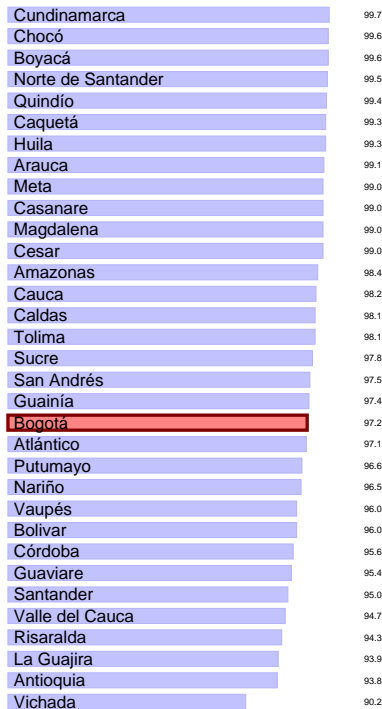 Cundinamarca 99.7
Chocó 99.6
Boyacá 99.6
Norte de Santander 99.5
Quindío 99.4
Caquetá 99.3
Huila 99.3
Arauca 99.1
Meta 99.0
Casanare 99.0
Magdalena 99.0
Cesar 99.0
Amazonas 98.4
Cauca 98.2
Caldas 98.1
Tolima 98.1
Sucre 97.8
San Andrés 97.5
Guainía 97.4
Bogotá 97.2
Atlántico 97.1
Putumayo 96.6
Nariño 96.5
Vaupés 96.0
Bolivar 96.0
Córdoba 95.6
Guaviare 95.4
Santander 95.0
Valle del Cauca 94.7
Risaralda 94.3
La Guajira 93.9
Antioquia 93.8
Vichada 90.2